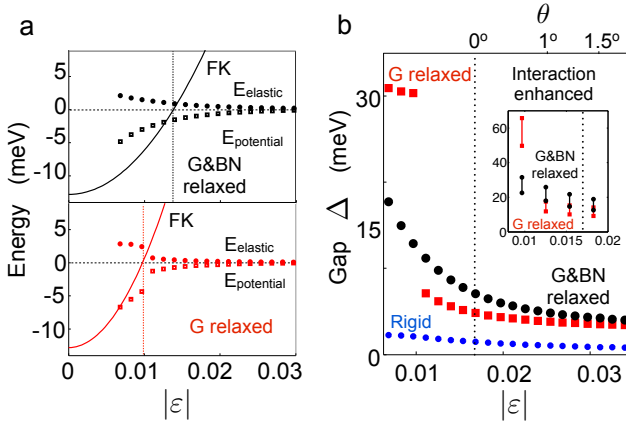 a
5
0
-5
-10
(meV)
FK
E_elastic
E_potential
G&BN
relaxed
5
0
-5
-10
Energy
FK
E_elastic
E_potential
G relaxed
0
0.01
0.02
0.03
|ε|
b
θ
0°
1°
1.5°
30
15
0
Gap Δ (meV)
G relaxed
Interaction
enhanced
60
40
20
0
G&BN
relaxed
G relaxed
0.01
0.015
0.02
G&BN
relaxed
Rigid
0.01
0.02
0.03
|ε|